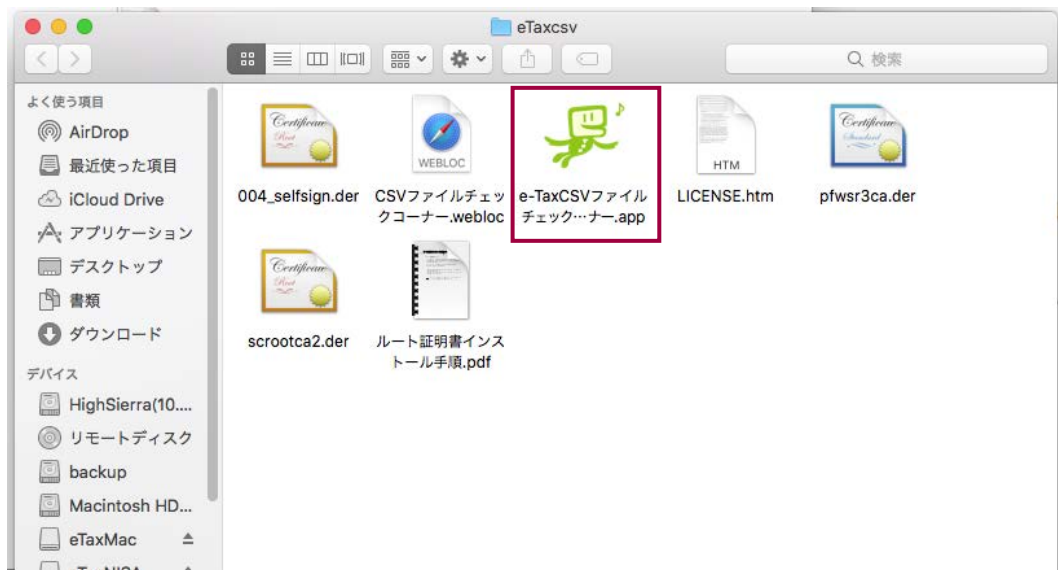 eTaxcsv
検索
よく使う項目
AirDrop
最近使った項目
iCloud Drive
アプリケーション
デスクトップ
書類
ダウンロード
デバイス
HighSierra(10....
リモートディスク
backup
Macintosh HD...
eTaxMac
Certificate
Root
004_selfsign.der
WEBLOC
CSVファイルチェッ
クコーナー.webloc
e-TaxCSVファイル
チェック…ナー.app
HTM
LICENSE.htm
Certificate
Standard
pfwsr3ca.der
Certificate
Root
scrootca2.der
ルート証明書インス
トール手順.pdf